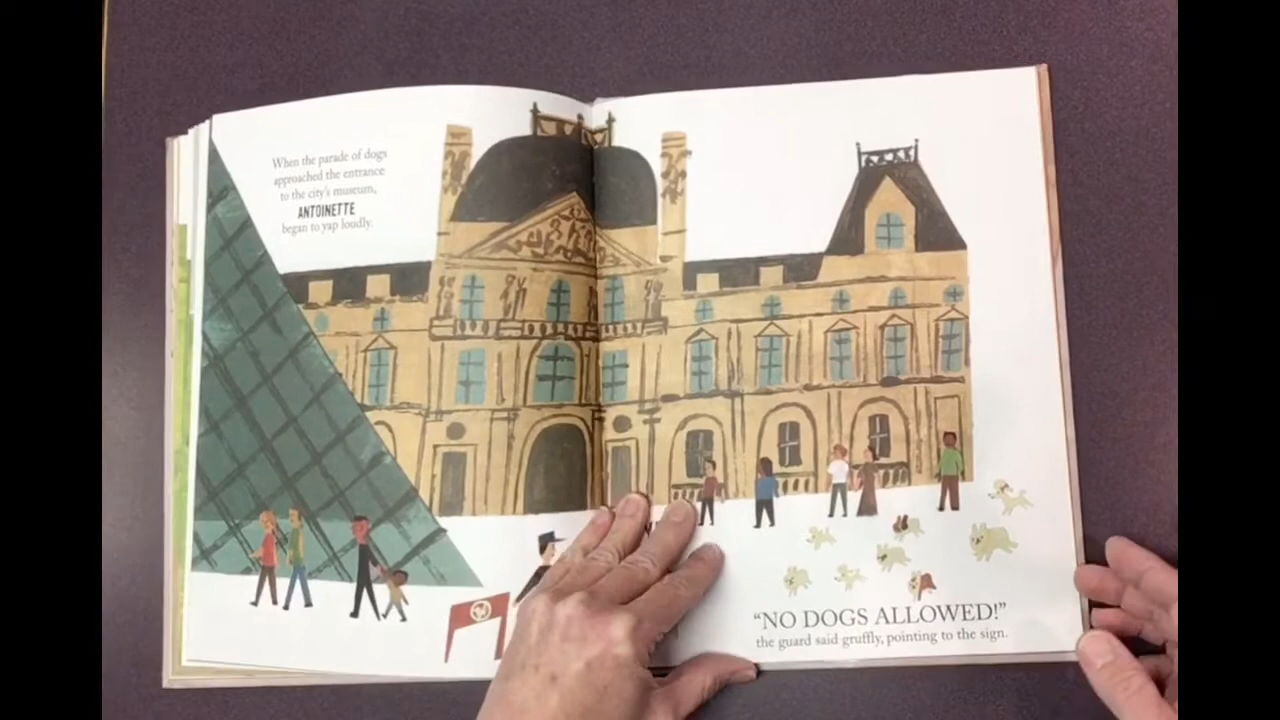 When the parade of dogs
approached the entrance
to the city's museum,
ANTOINETTE
began to yap loudly.
"NO DOGS ALLOWED!"
the guard said gruffly, pointing to the sign.